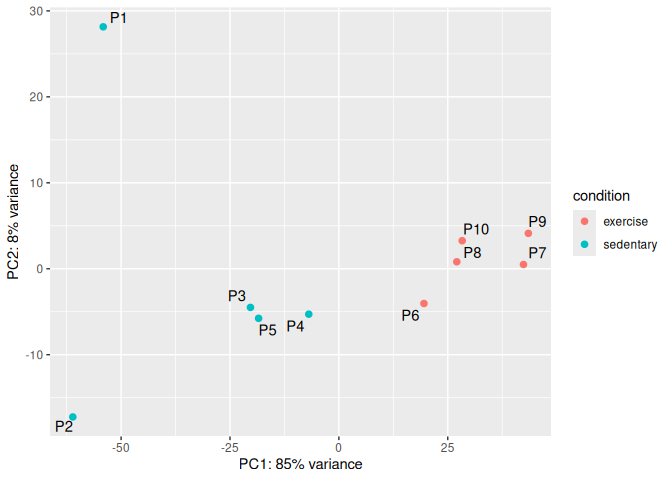 30
20
10
0
-10
-50
-25
0
25
PC1: 85% variance
PC2: 8% variance
P1
P2
P3
P5
P4
P6
P10
P8
P9
P7
condition
exercise
sedentary